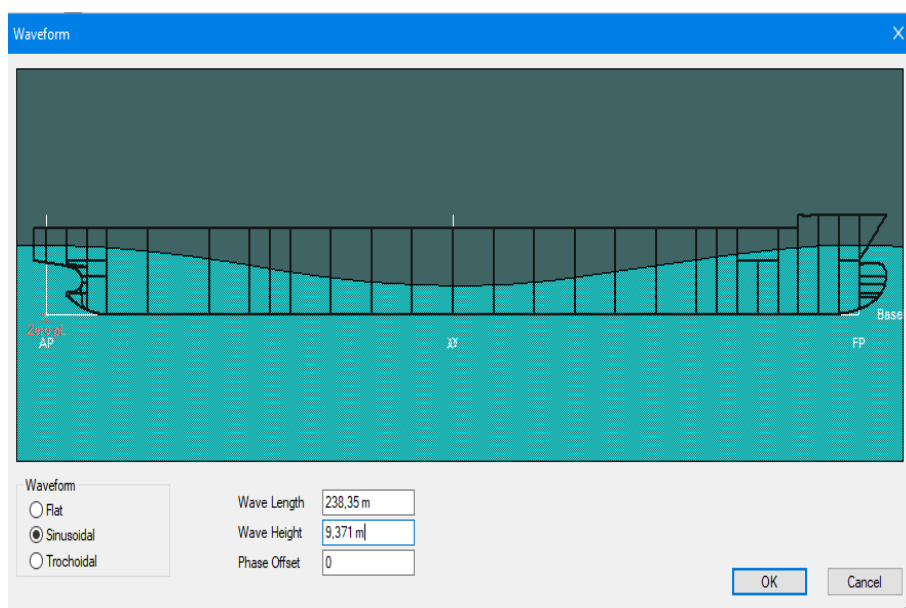 Waveform
Base
Zero pt.
AP
FP
Waveform
Flat
Sinusoidal
Trochoidal
Wave Length 238,35 m
Wave Height 9,371 m
Phase Offset 0
OK
Cancel